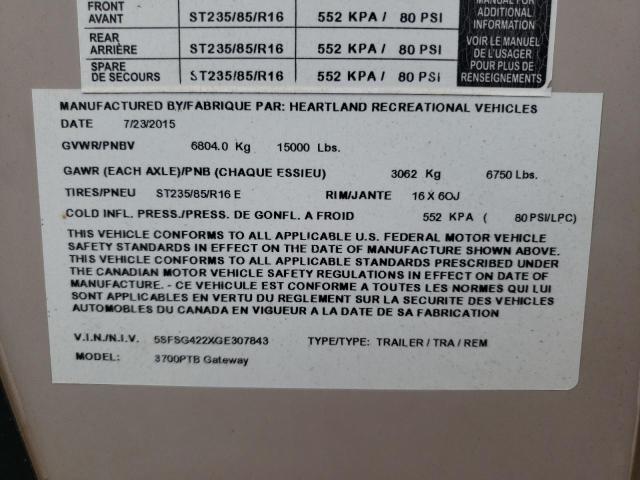 FRONT
AVANT ST235/85/R16 552 KPA / 80 PSI
REAR
ARRIÈRE ST235/85/R16 552 KPA / 80 PSI
SPARE
DE SECOURS ST235/85/R16 552 KPA / 80 PSI
MANUAL FOR
ADDITIONAL
INFORMATION
VOIR LE MANUEL
DE L'USAGER
POUR PLUS DE
RENSEIGNEMENTS
MANUFACTURED BY/FABRIQUE PAR: HEARTLAND RECREATIONAL VEHICLES
DATE 7/23/2015
GVWR/PNBV 6804.0 Kg 15000 Lbs.
GAWR (EACH AXLE)/PNB (CHAQUE ESSIEU) 3062 Kg 6750 Lbs.
TIRES/PNEU ST235/85/R16 E RIM/JANTE 16 X 6OJ
COLD INFL. PRESS./PRESS. DE GONFL. A FROID 552 KPA ( 80 PSI/LPC)
THIS VEHICLE CONFORMS TO ALL APPLICABLE U.S. FEDERAL MOTOR VEHICLE
SAFETY STANDARDS IN EFFECT ON THE DATE OF MANUFACTURE SHOWN ABOVE.
THIS VEHICLE CONFORMS TO ALL APPLICABLE STANDARDS PRESCRIBED UNDER
THE CANADIAN MOTOR VEHICLE SAFETY REGULATIONS IN EFFECT ON DATE OF
MANUFACTURE. - CE VEHICULE EST CONFORME A TOUTES LES NORMES QUI LUI
SONT APPLICABLES EN VERTU DU REGLEMENT SUR LA SECURITE DES VEHICLES
AUTOMOBILES DU CANADA EN VIGUEUR A LA DATE DE SA FABRICATION
V.I.N./N.I.V. 5SFSG422XGE307843 TYPE/TYPE: TRAILER / TRA / REM
MODEL: 3700PTB Gateway